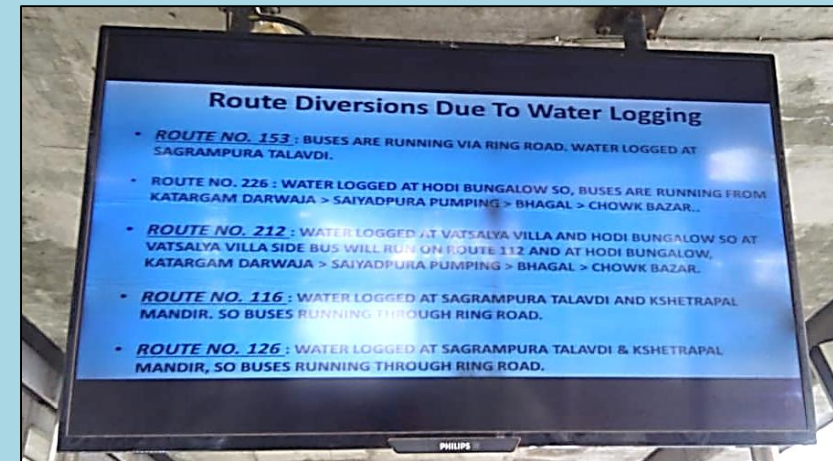 Route Diversions Due To Water Logging
• ROUTE NO. 153 : BUSES ARE RUNNING VIA RING ROAD. WATER LOGGED AT
SAGRAMPURA TALAVDI.
• ROUTE NO. 226 : WATER LOGGED AT HODI BUNGALOW SO, BUSES ARE RUNNING FROM
KATARGAM DARWAJA > SAIYADPURA PUMPING > BHAGAL > CHOWK BAZAR..
• ROUTE NO. 212 : WATER LOGGED AT VATSALYA VILLA AND HODI BUNGALOW SO AT
VATSALYA VILLA SIDE BUS WILL RUN ON ROUTE 112 AND AT HODI BUNGALOW,
KATARGAM DARWAJA > SAIYADPURA PUMPING > BHAGAL > CHOWK BAZAR.
• ROUTE NO. 116 : WATER LOGGED AT SAGRAMPURA TALAVDI AND KSHETRAPAL
MANDIR. SO BUSES RUNNING THROUGH RING ROAD.
• ROUTE NO. 126 : WATER LOGGED AT SAGRAMPURA TALAVDI & KSHETRAPAL
MANDIR, SO BUSES RUNNING THROUGH RING ROAD.
PHILIPS